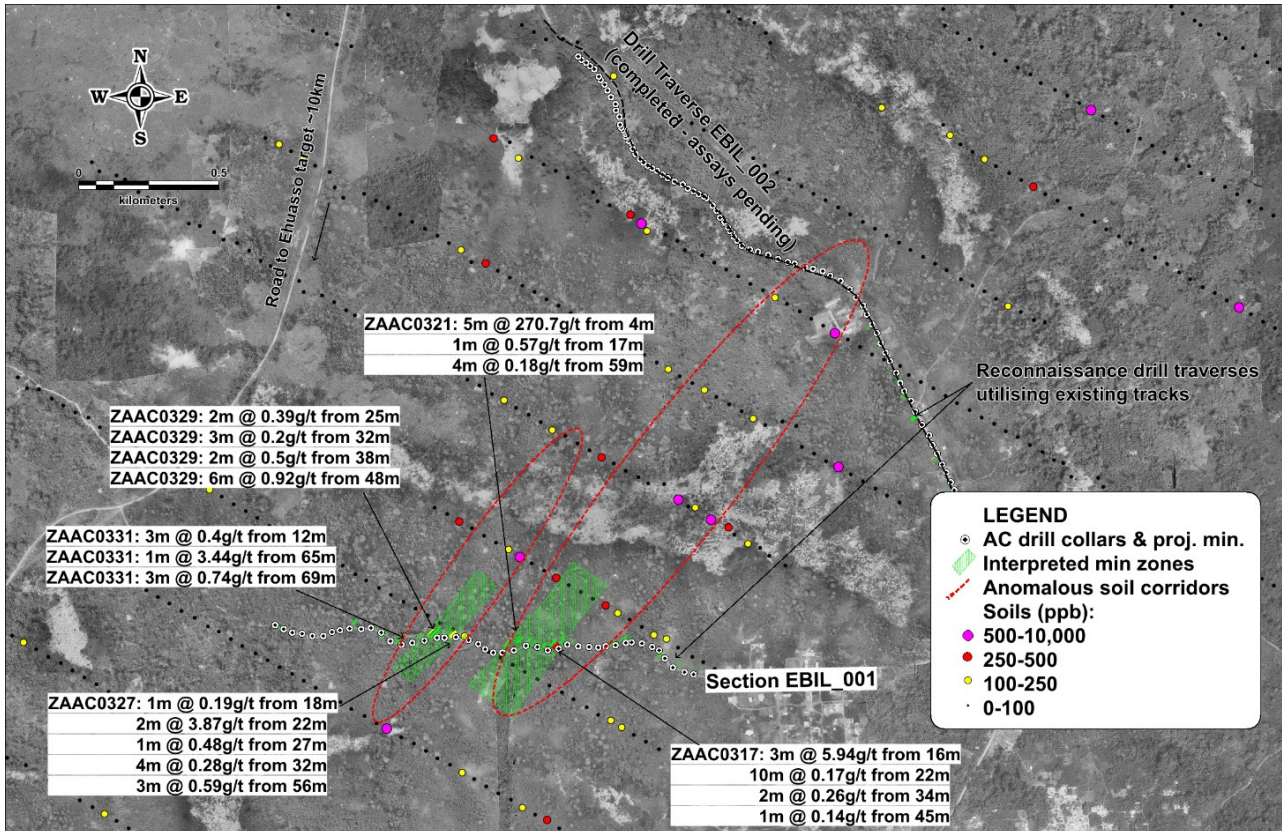 N
W E
S
0 0.5
kilometers
Road to Ehuasso target ~10km
Drill Traverse EBIL_002
(completed - assays pending)
ZAAC0321: 5m @ 270.7g/t from 4m
1m @ 0.57g/t from 17m
4m @ 0.18g/t from 59m
Reconnaissance drill traverses
utilising existing tracks
ZAAC0329: 2m @ 0.39g/t from 25m
ZAAC0329: 3m @ 0.2g/t from 32m
ZAAC0329: 2m @ 0.5g/t from 38m
ZAAC0329: 6m @ 0.92g/t from 48m
ZAAC0331: 3m @ 0.4g/t from 12m
ZAAC0331: 1m @ 3.44g/t from 65m
ZAAC0331: 3m @ 0.74g/t from 69m
Section EBIL_001
ZAAC0327: 1m @ 0.19g/t from 18m
2m @ 3.87g/t from 22m
1m @ 0.48g/t from 27m
4m @ 0.28g/t from 32m
3m @ 0.59g/t from 56m
ZAAC0317: 3m @ 5.94g/t from 16m
10m @ 0.17g/t from 22m
2m @ 0.26g/t from 34m
1m @ 0.14g/t from 45m
LEGEND
AC drill collars & proj. min.
Interpreted min zones
Anomalous soil corridors
Soils (ppb):
500-10,000
250-500
100-250
0-100